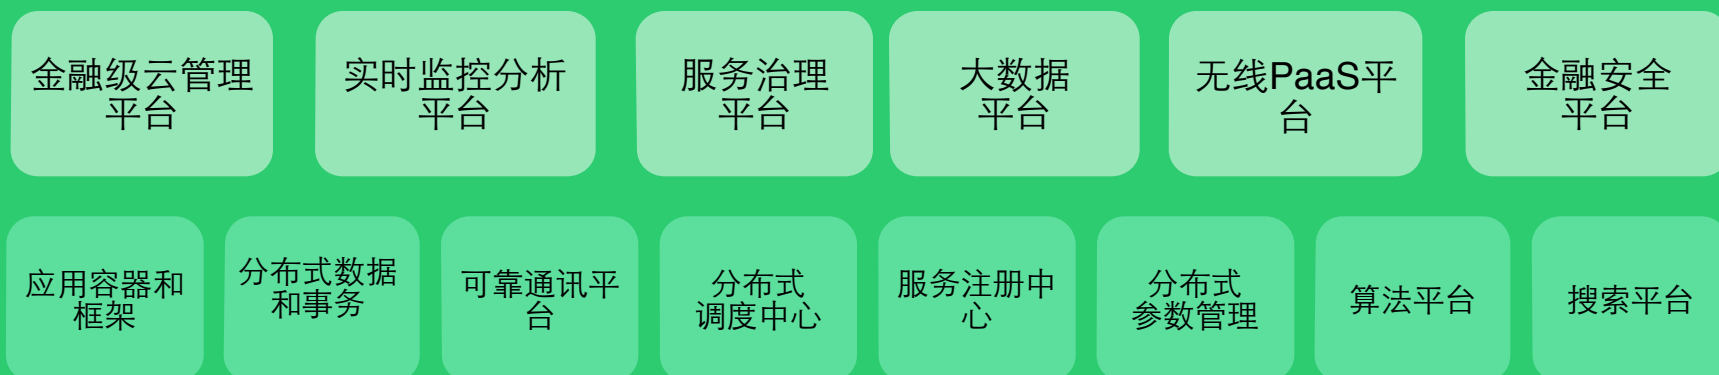 金融级云管理
平台
实时监控分析
平台
服务治理
平台
大数据
平台
无线PaaS平
台
金融安全
平台
应用容器和
框架
分布式数据
和事务
可靠通讯平
台
分布式
调度中心
服务注册中
心
分布式
参数管理
算法平台
搜索平台